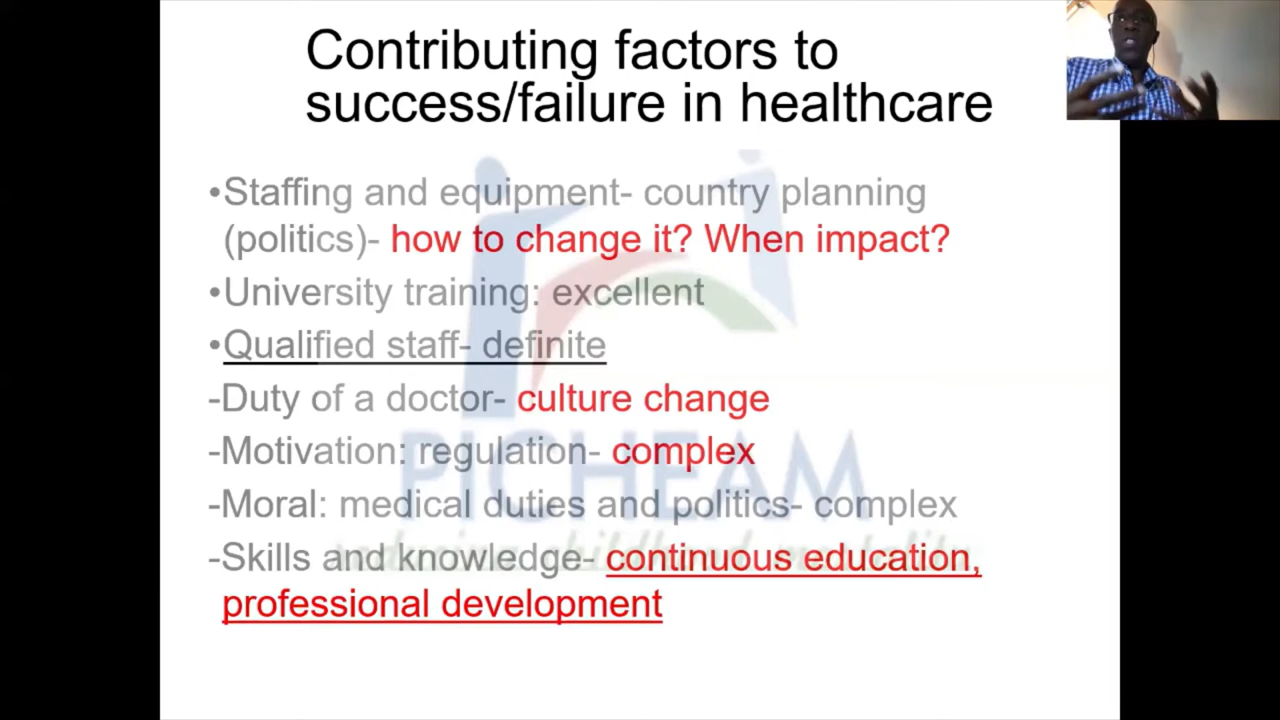 Contributing factors to
success/failure in healthcare
•Staffing and equipment- country planning
(politics)- how to change it? When impact?
•University training: excellent
•Qualified staff- definite
-Duty of a doctor- culture change
-Motivation: regulation- complex
-Moral: medical duties and politics- complex
-Skills and knowledge- continuous education,
professional development
PICHEAM